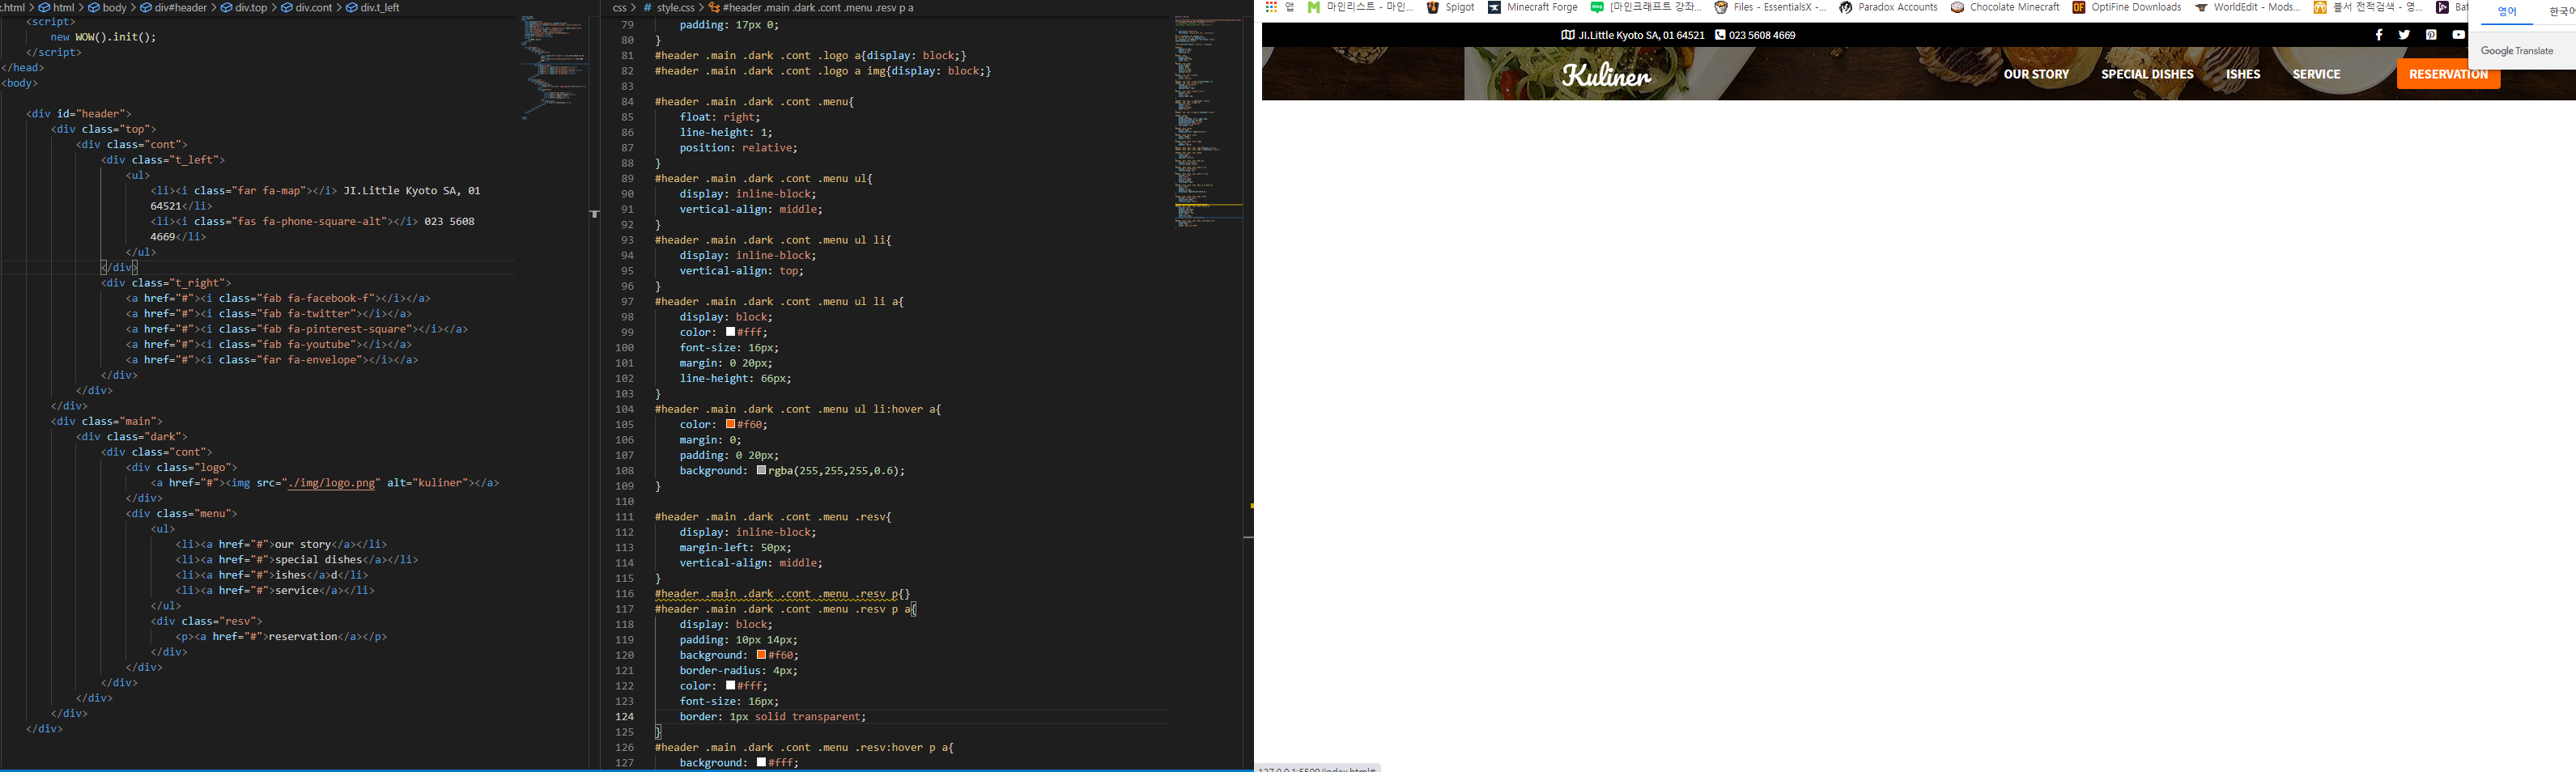 x.html > html > body > div#header > div.top > div.cont > div.t_left
<script>
new WOW().init();
</script>
</head>
<body>
<div id="header">
<div class="top">
<div class="cont">
<div class="t_left">
<ul>
<li><i class="far fa-map"></i> JI.Little Kyoto SA, 01
64521</li>
<li><i class="fas fa-phone-square-alt"></i> 023 5608
4669</li>
</ul>
</div>
<div class="t_right">
<a href="#"><i class="fab fa-facebook-f"></i></a>
<a href="#"><i class="fab fa-twitter"></i></a>
<a href="#"><i class="fab fa-pinterest-square"></i></a>
<a href="#"><i class="fab fa-youtube"></i></a>
<a href="#"><i class="far fa-envelope"></i></a>
</div>
</div>
</div>
<div class="main">
<div class="dark">
<div class="cont">
<div class="logo">
<a href="#"><img src="./img/logo.png" alt="kuliner"></a>
</div>
<div class="menu">
<ul>
<li><a href="#">our story</a></li>
<li><a href="#">special dishes</a></li>
<li><a href="#">ishes</a>d</li>
<li><a href="#">service</a></li>
</ul>
<div class="resv">
<p><a href="#">reservation</a></p>
</div>
</div>
</div>
</div>
</div>
</div>
css > # style.css > #header .main .dark .cont .menu .resv p a
79 padding: 17px 0;
80 }
81 #header .main .dark .cont .logo a{display: block;}
82 #header .main .dark .cont .logo a img{display: block;}
83
84 #header .main .dark .cont .menu{
85 float: right;
86 line-height: 1;
87 position: relative;
88 }
89 #header .main .dark .cont .menu ul{
90 display: inline-block;
91 vertical-align: middle;
92 }
93 #header .main .dark .cont .menu ul li{
94 display: inline-block;
95 vertical-align: top;
96 }
97 #header .main .dark .cont .menu ul li a{
98 display: block;
99 color: #fff;
100 font-size: 16px;
101 margin: 0 20px;
102 line-height: 66px;
103 }
104 #header .main .dark .cont .menu ul li:hover a{
105 color: #f60;
106 margin: 0;
107 padding: 0 20px;
108 background: rgba(255,255,255,0.6);
109 }
110
111 #header .main .dark .cont .menu .resv{
112 display: inline-block;
113 margin-left: 50px;
114 vertical-align: middle;
115 }
116 #header .main .dark .cont .menu .resv p{}
117 #header .main .dark .cont .menu .resv p a{
118 display: block;
119 padding: 10px 14px;
120 background: #f60;
121 border-radius: 4px;
122 color: #fff;
123 font-size: 16px;
124 border: 1px solid transparent;
125 }
126 #header .main .dark .cont .menu .resv:hover p a{
127 background: #fff;
앱 마인리스트 - 마인... Spigot Minecraft Forge [마인크래프트 강좌... Files - EssentialsX -... Paradox Accounts Chocolate Minecraft OptiFine Downloads WorldEdit - Mods... 롤서 전적검색 - 영... Bat
영어 한국어
Google Translate
JI.Little Kyoto SA, 01 64521 023 5608 4669
Kuliner OUR STORY SPECIAL DISHES ISHES SERVICE RESERVATION